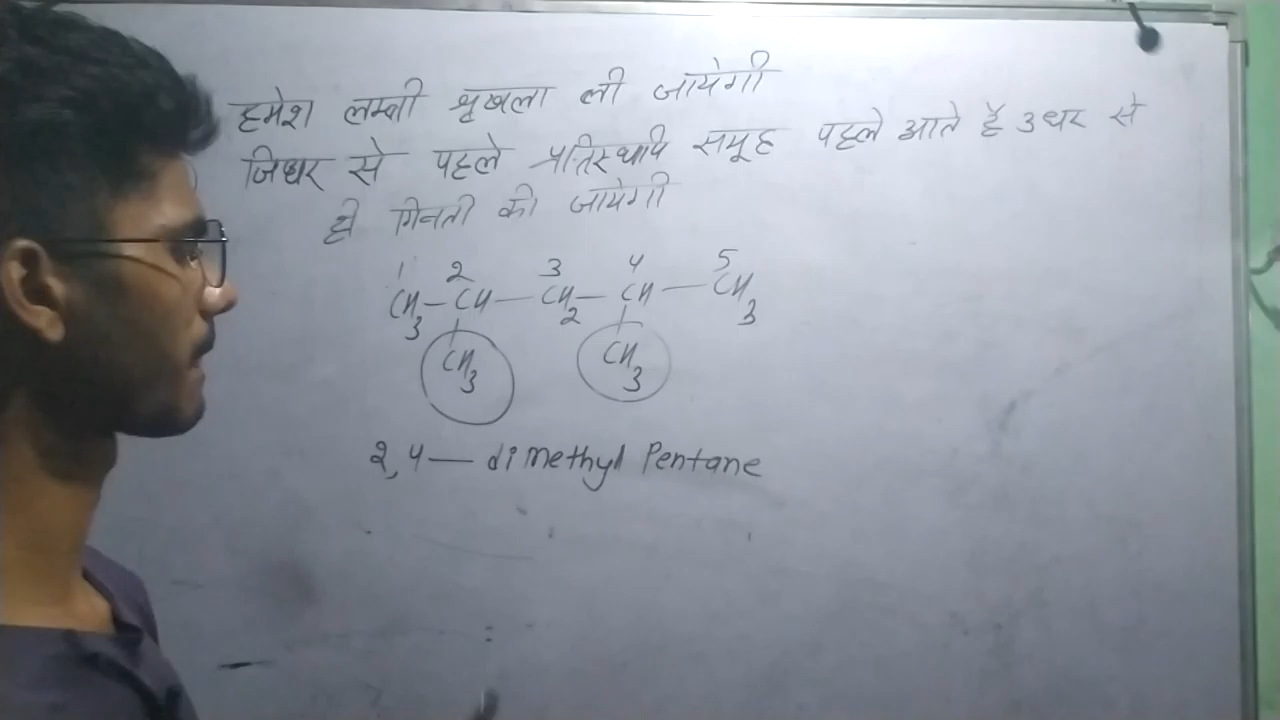 हमेश लम्बी श्रृखला ली जायेगी
जिधर से पहले प्रतिस्थापि समूह पहले आते हैं उधर से
ही गिनती की जायेगी
1 2 3 4 5
CH3 — CH — CH2 — CH — CH3
CH3 CH3
2,4 — dimethyl Pentane